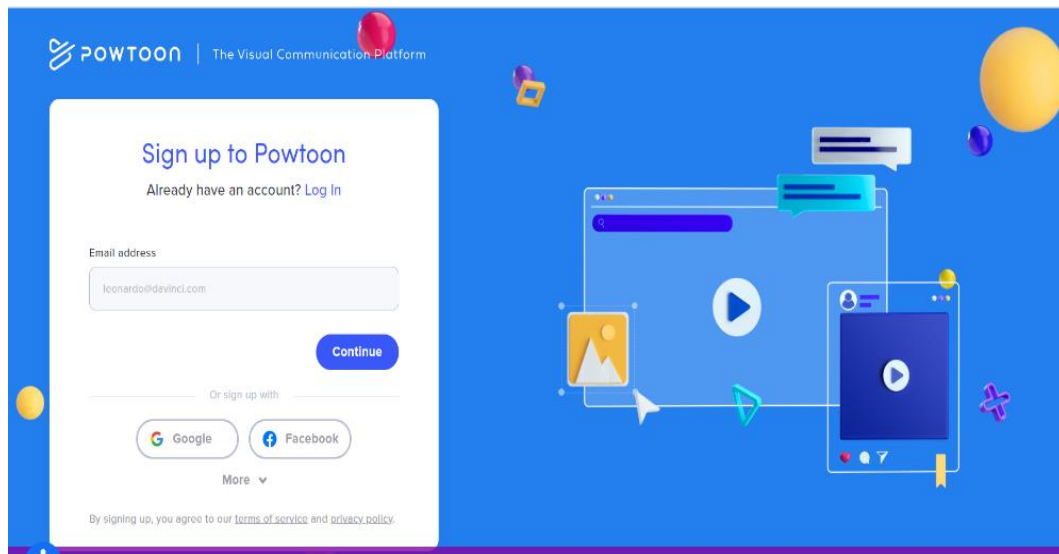 POWTOON | The Visual Communication Platform
Sign up to Powtoon
Already have an account? Log In
Email address
leonardo@davinci.com
Continue
Or sign up with
Google
Facebook
More
By signing up, you agree to our terms of service and privacy policy.